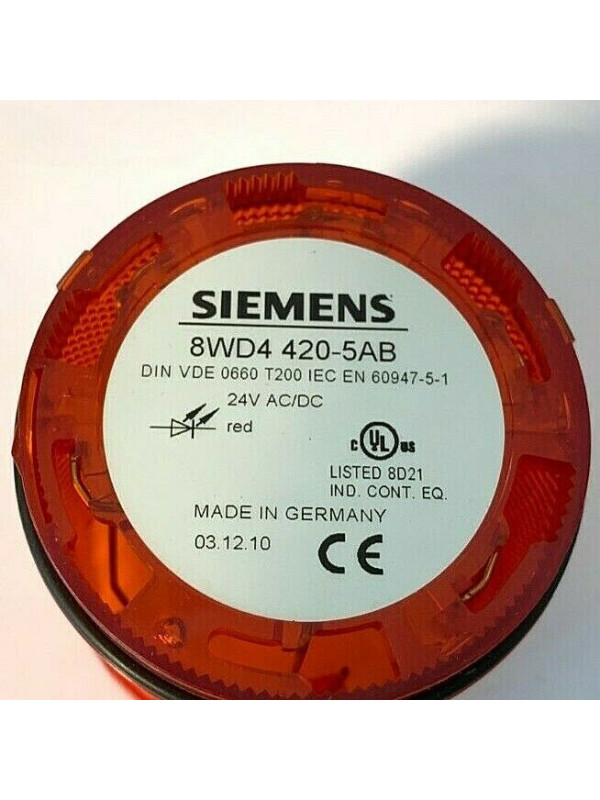 SIEMENS
8WD4 420-5AB
DIN VDE 0660 T200 IEC EN 60947-5-1
24V AC/DC
red
c UL us
LISTED 8D21
IND. CONT. EQ.
MADE IN GERMANY
03.12.10
CE